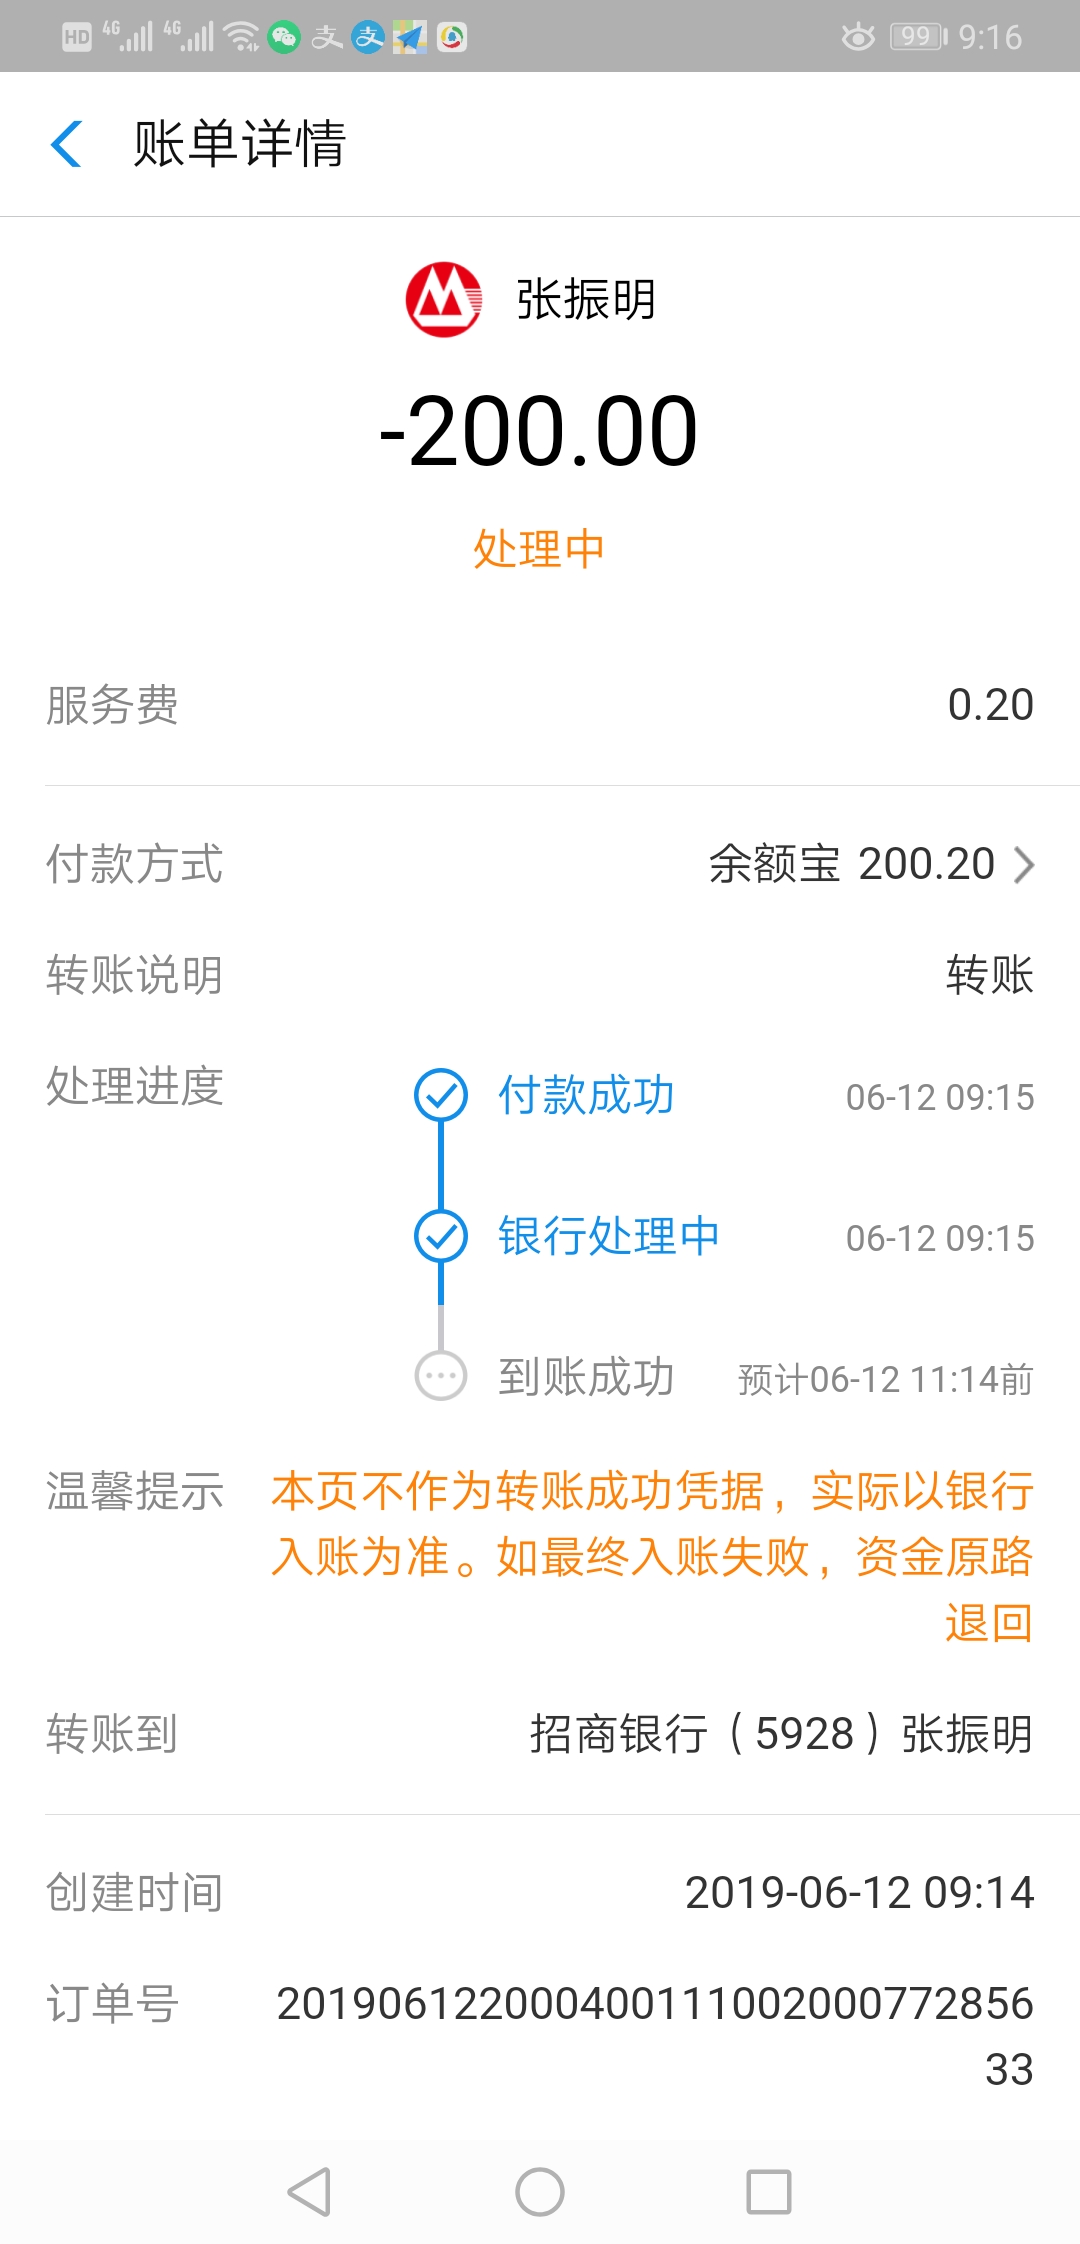 HD 4G 4G 支 支 99 9:16
账单详情
张振明
-200.00
处理中
服务费 0.20
付款方式 余额宝 200.20
转账说明 转账
处理进度 付款成功 06-12 09:15
银行处理中 06-12 09:15
到账成功 预计06-12 11:14前
温馨提示 本页不作为转账成功凭据，实际以银行
入账为准。如最终入账失败，资金原路
退回
转账到 招商银行（5928）张振明
创建时间 2019-06-12 09:14
订单号 201906122000400111002000772856
33